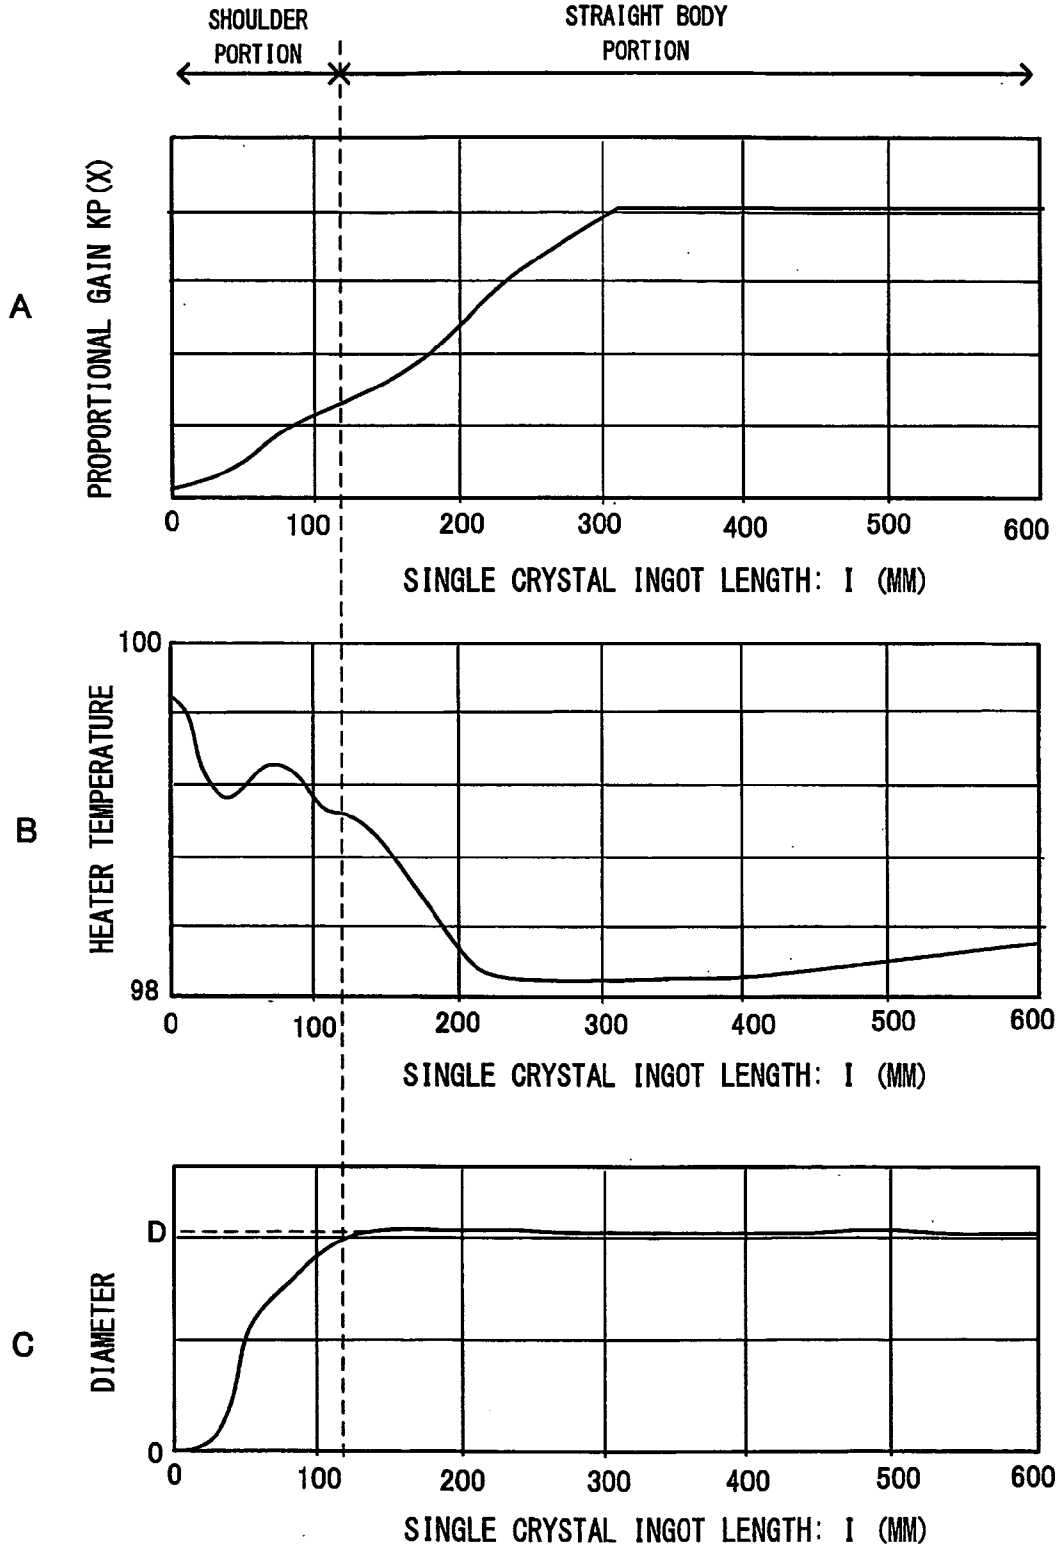 SHOULDER
PORTION
STRAIGHT BODY
PORTION
A
PROPORTIONAL GAIN KP(X)
0 100 200 300 400 500 600
SINGLE CRYSTAL INGOT LENGTH: I (MM)
B
HEATER TEMPERATURE
100
98
0 100 200 300 400 500 600
SINGLE CRYSTAL INGOT LENGTH: I (MM)
C
DIAMETER
D
0
0 100 200 300 400 500 600
SINGLE CRYSTAL INGOT LENGTH: I (MM)